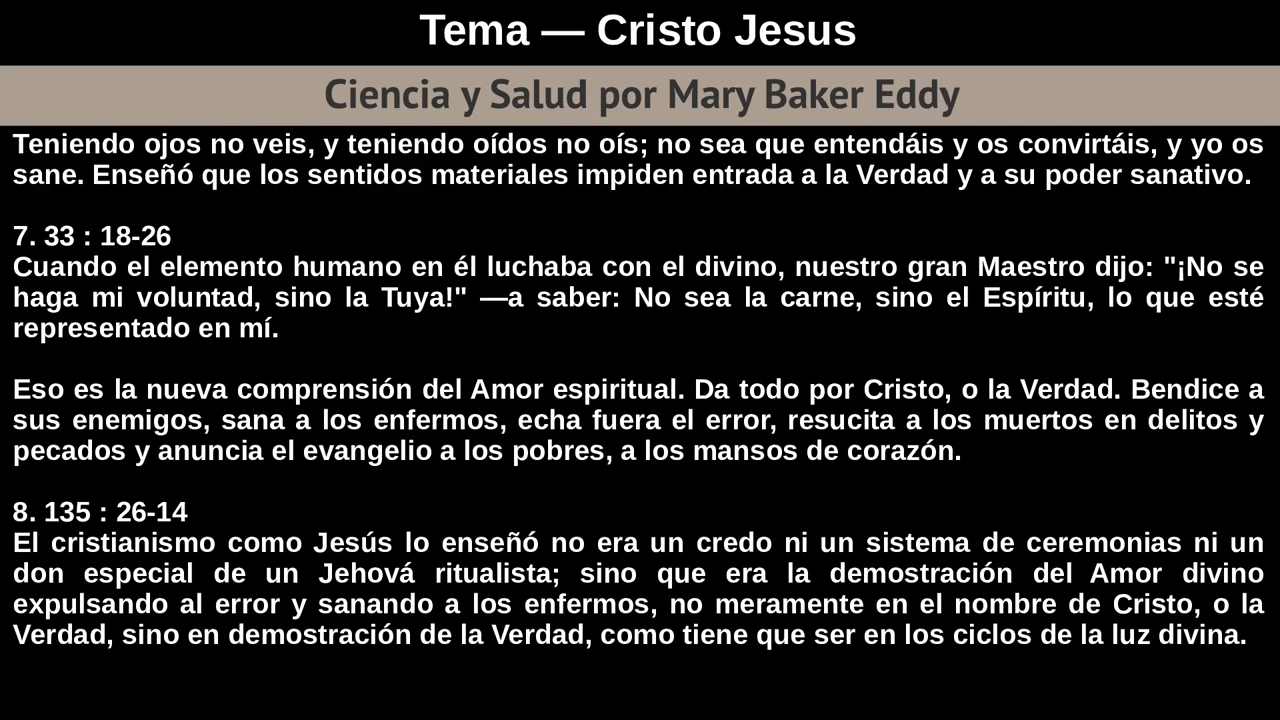 Tema — Cristo Jesus
Ciencia y Salud por Mary Baker Eddy
Teniendo ojos no veis, y teniendo oídos no oís; no sea que entendáis y os convirtáis, y yo os
sane. Enseñó que los sentidos materiales impiden entrada a la Verdad y a su poder sanativo.
7. 33 : 18-26
Cuando el elemento humano en él luchaba con el divino, nuestro gran Maestro dijo: "¡No se
haga mi voluntad, sino la Tuya!" —a saber: No sea la carne, sino el Espíritu, lo que esté
representado en mí.
Eso es la nueva comprensión del Amor espiritual. Da todo por Cristo, o la Verdad. Bendice a
sus enemigos, sana a los enfermos, echa fuera el error, resucita a los muertos en delitos y
pecados y anuncia el evangelio a los pobres, a los mansos de corazón.
8. 135 : 26-14
El cristianismo como Jesús lo enseñó no era un credo ni un sistema de ceremonias ni un
don especial de un Jehová ritualista; sino que era la demostración del Amor divino
expulsando al error y sanando a los enfermos, no meramente en el nombre de Cristo, o la
Verdad, sino en demostración de la Verdad, como tiene que ser en los ciclos de la luz divina.